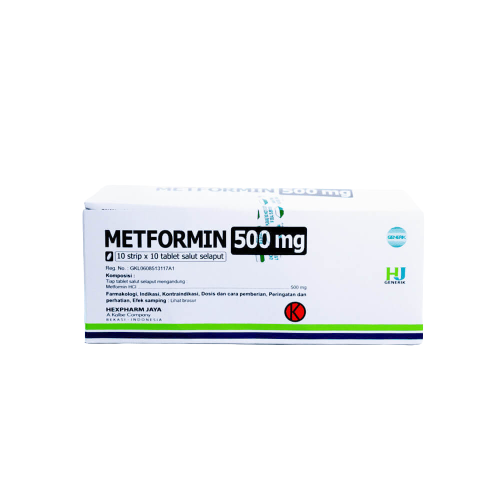 METFORMIN 500 mg
METFORMIN 500 mg
10 strip x 10 tablet salut selaput
GENERIK
Reg. No. : GKL0608513117A1
Komposisi :
Tiap tablet salut selaput mengandung
Metformin HCl 500 mg
HJ
GENERIK
Farmakologi, Indikasi, Kontraindikasi, Dosis dan cara pemberian, Peringatan dan
perhatian, Efek samping : Lihat brosur
HEXPHARM JAYA
A Kalbe Company
BEKASI - INDONESIA
K